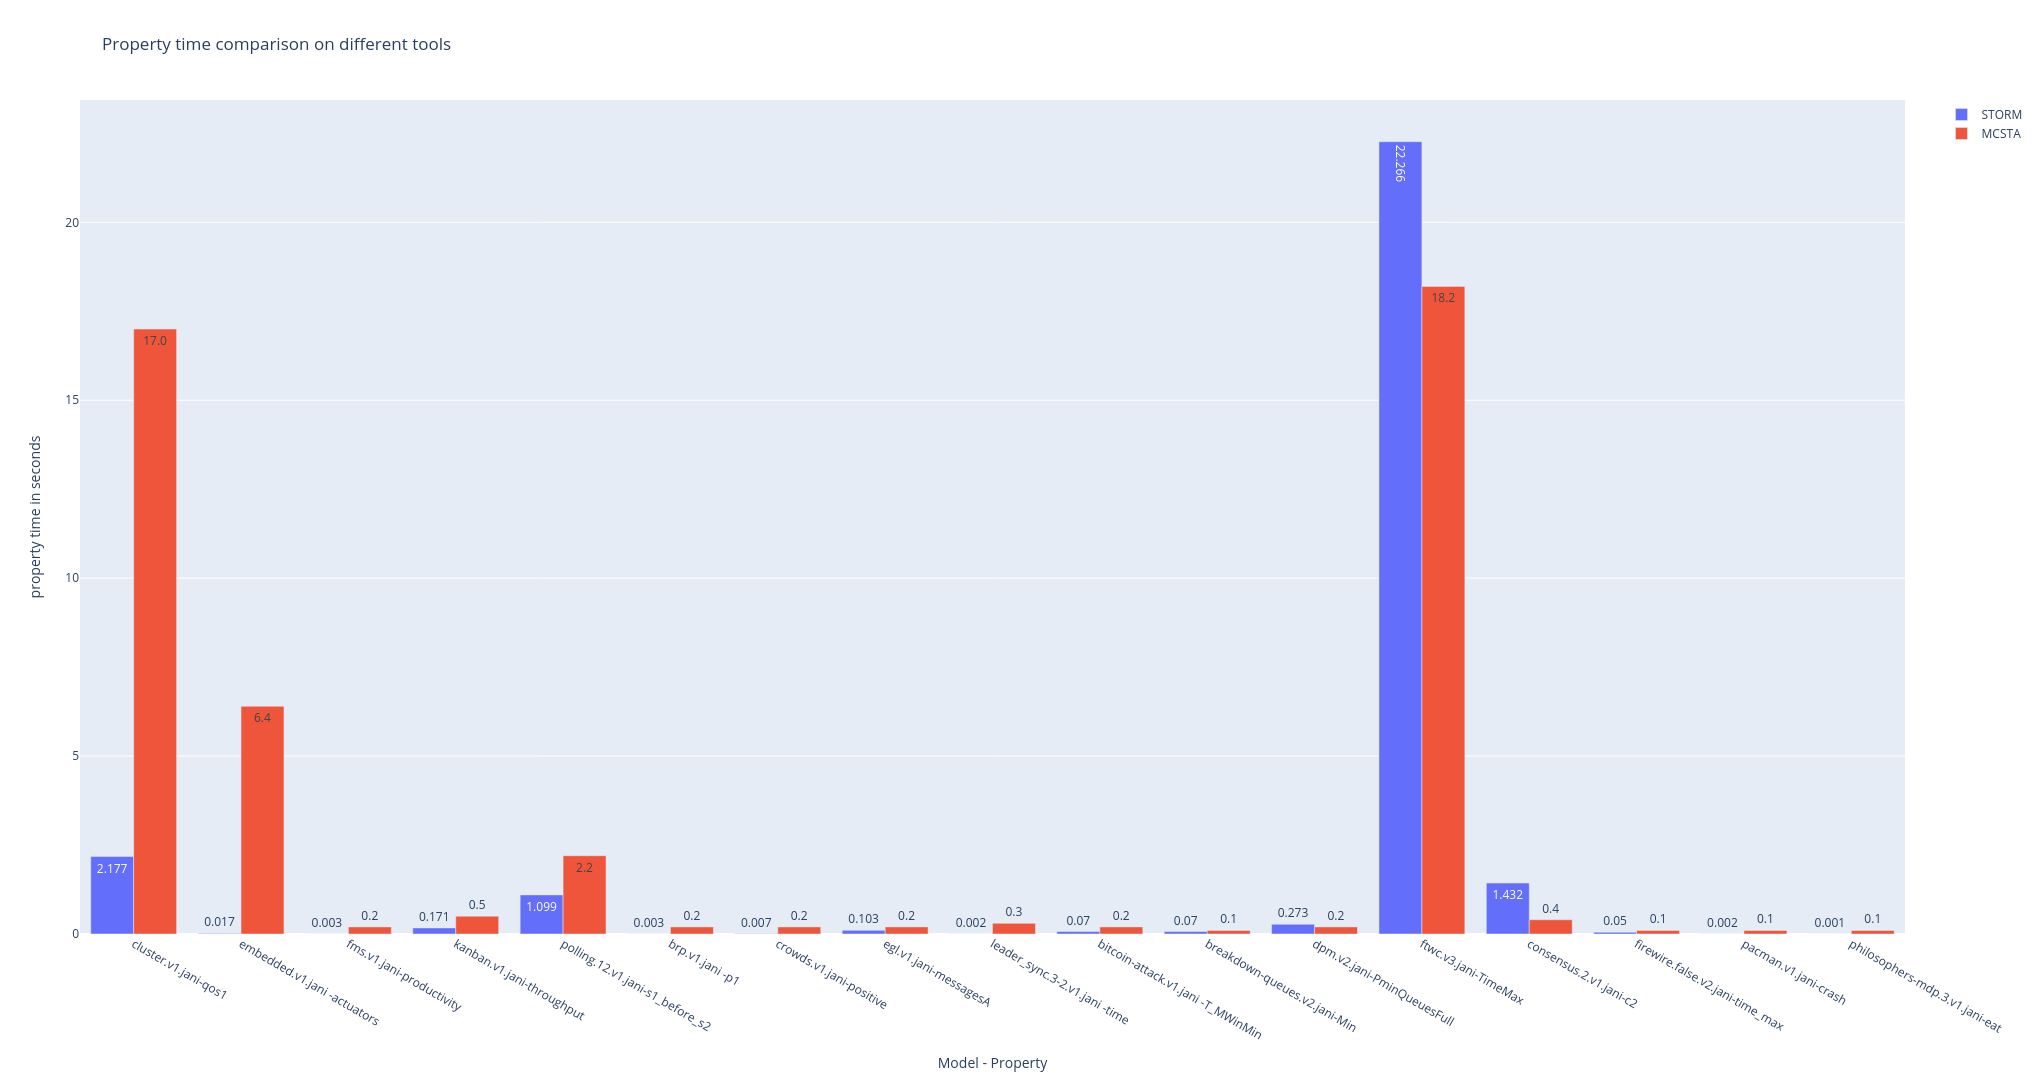 Property time comparison on different tools
STORM
MCSTA
property time in seconds
20
15
10
5
0
2.177
17.0
0.017
6.4
0.003
0.2
0.171
0.5
1.099
2.2
0.003
0.2
0.007
0.2
0.103
0.2
0.002
0.3
0.07
0.2
0.07
0.1
0.273
0.2
22.266
18.2
1.432
0.4
0.05
0.1
0.002
0.1
0.001
0.1
cluster.v1.jani-qos1
embedded.v1.jani -actuators
fms.v1.jani-productivity
kanban.v1.jani-throughput
polling.12.v1.jani-s1_before_s2
brp.v1.jani -p1
crowds.v1.jani-positive
egl.v1.jani-messagesA
leader_sync.3-2.v1.jani -time
bitcoin-attack.v1.jani -T_MWinMin
breakdown-queues.v2.jani-Min
dpm.v2.jani-PminQueuesFull
ftwc.v3.jani-TimeMax
consensus.2.v1.jani-c2
firewire.false.v2.jani-time_max
pacman.v1.jani-crash
philosophers-mdp.3.v1.jani-eat
Model - Property